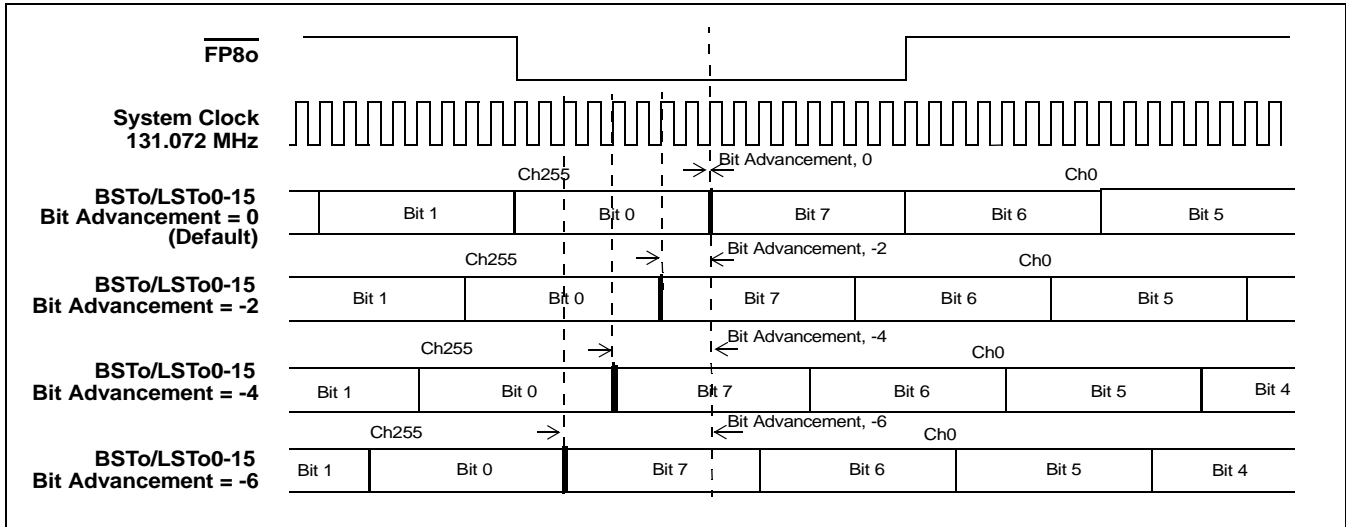 FP8o
System Clock
131.072 MHz
Bit Advancement, 0
Ch255 Ch0
BSTo/LSTo0-15
Bit Advancement = 0
(Default)
Bit 1 Bit 0 Bit 7 Bit 6 Bit 5
Bit Advancement, -2
Ch255 Ch0
BSTo/LSTo0-15
Bit Advancement = -2
Bit 1 Bit 0 Bit 7 Bit 6 Bit 5
Bit Advancement, -4
Ch255 Ch0
BSTo/LSTo0-15
Bit Advancement = -4
Bit 1 Bit 0 Bit 7 Bit 6 Bit 5 Bit 4
Bit Advancement, -6
Ch255 Ch0
BSTo/LSTo0-15
Bit Advancement = -6
Bit 1 Bit 0 Bit 7 Bit 6 Bit 5 Bit 4